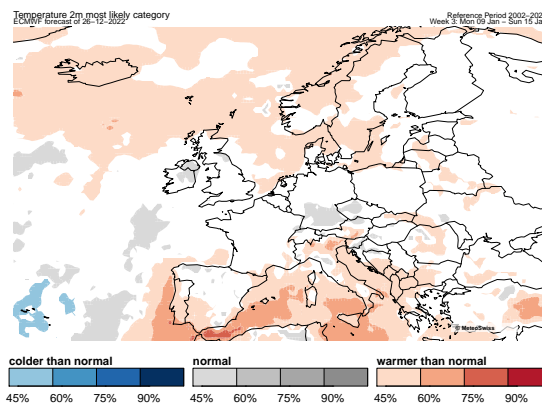 Temperature 2m most likely category
ECMWF forecast of 26-12-2022
Reference Period 2002-202
Week 3: Mon 09 Jan – Sun 15 Ja
© MeteoSwiss
colder than normal
normal
warmer than normal
45% 60% 75% 90% 45% 60% 75% 90% 45% 60% 75% 90%